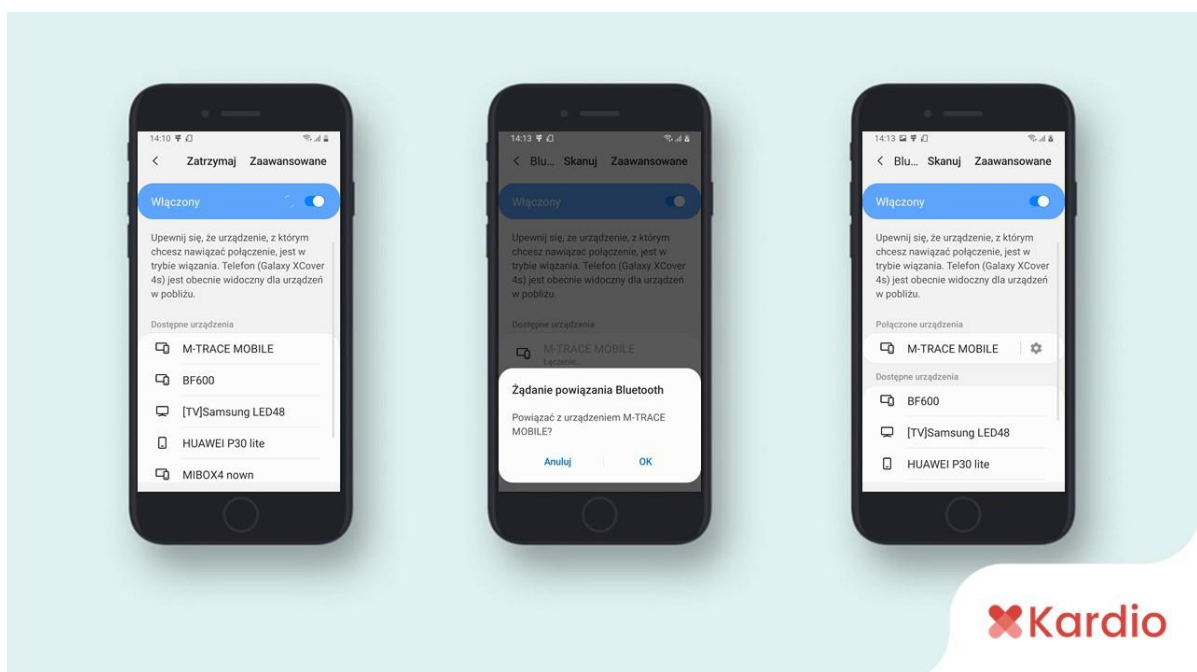 14:10
Zatrzymaj Zaawansowane
Włączony
Upewnij się, że urządzenie, z którym
chcesz nawiązać połączenie, jest w
trybie wiązania. Telefon (Galaxy XCover
4s) jest obecnie widoczny dla urządzeń
w pobliżu.
Dostępne urządzenia
M-TRACE MOBILE
BF600
[TV]Samsung LED48
HUAWEI P30 lite
MIBOX4 nown
14:13
Blu... Skanuj Zaawansowane
Włączony
Upewnij się, że urządzenie, z którym
chcesz nawiązać połączenie, jest w
trybie wiązania. Telefon (Galaxy XCover
4s) jest obecnie widoczny dla urządzeń
w pobliżu.
Dostępne urządzenia
M-TRACE MOBILE
Łączenie...
Żądanie powiązania Bluetooth
Powiązać z urządzeniem M-TRACE
MOBILE?
Anuluj OK
14:13
Blu... Skanuj Zaawansowane
Włączony
Upewnij się, że urządzenie, z którym
chcesz nawiązać połączenie, jest w
trybie wiązania. Telefon (Galaxy XCover
4s) jest obecnie widoczny dla urządzeń
w pobliżu.
Połączone urządzenia
M-TRACE MOBILE
Dostępne urządzenia
BF600
[TV]Samsung LED48
HUAWEI P30 lite
Kardio